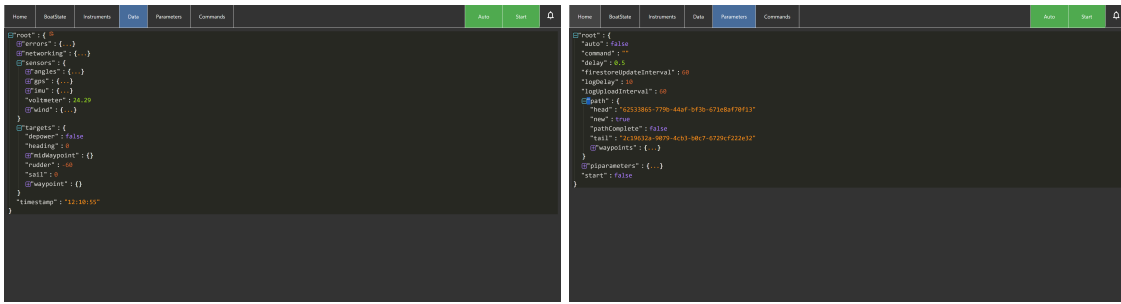 Home BoatState Instruments Data Parameters Commands Auto Start
"root" : {
"errors" : {...}
"networking" : {...}
"sensors" : {
"angles" : {...}
"gps" : {...}
"imu" : {...}
"voltmeter" : 24.29
"wind" : {...}
}
"targets" : {
"depower" : false
"heading" : 0
"midWaypoint" : {}
"rudder" : -60
"sail" : 0
"waypoint" : {}
}
"timestamp" : "12:10:55"
}
Home BoatState Instruments Data Parameters Commands Auto Start
"root" : {
"auto" : false
"command" : ""
"delay" : 0.5
"firestoreUpdateInterval" : 60
"logDelay" : 10
"logUploadInterval" : 60
"path" : {
"head" : "62533865-779b-44af-bf3b-671e8af70f13"
"new" : true
"pathComplete" : false
"tail" : "2c19632a-9079-4cb3-b0c7-6729cf222e32"
"waypoints" : {...}
}
"piparameters" : {...}
"start" : false
}